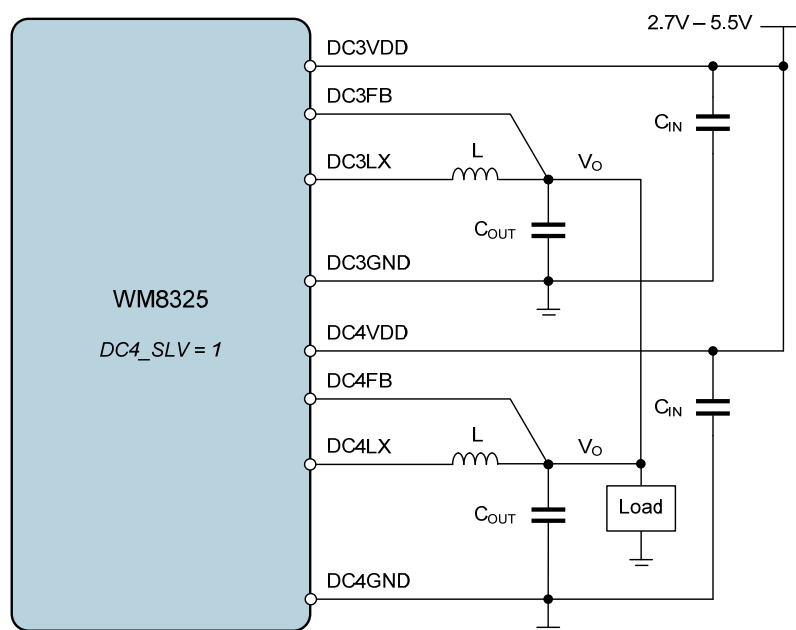 2.7V – 5.5V
DC3VDD
DC3FB
CIN
DC3LX
L
VO
COUT
DC3GND
WM8325
DC4_SLV = 1
DC4VDD
DC4FB
CIN
DC4LX
L
VO
COUT
Load
DC4GND